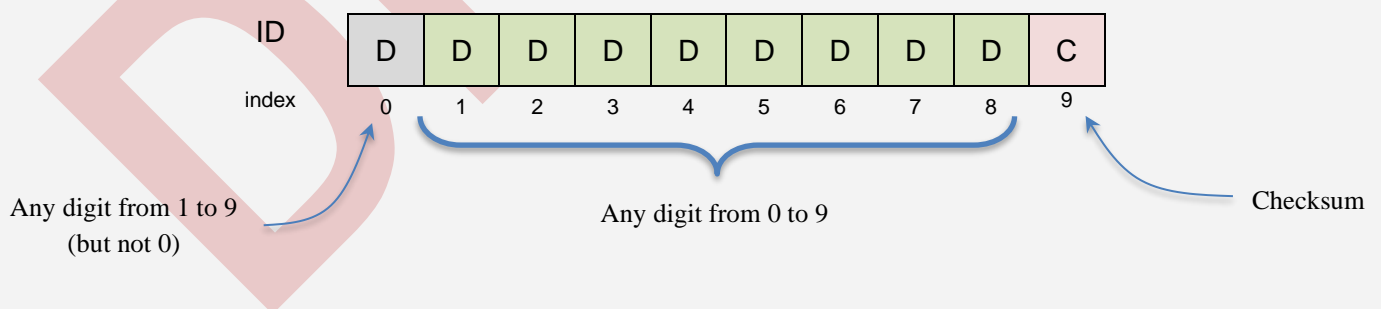 ID
D D D D D D D D D C
index 0 1 2 3 4 5 6 7 8 9
Any digit from 1 to 9
(but not 0)
Any digit from 0 to 9
Checksum